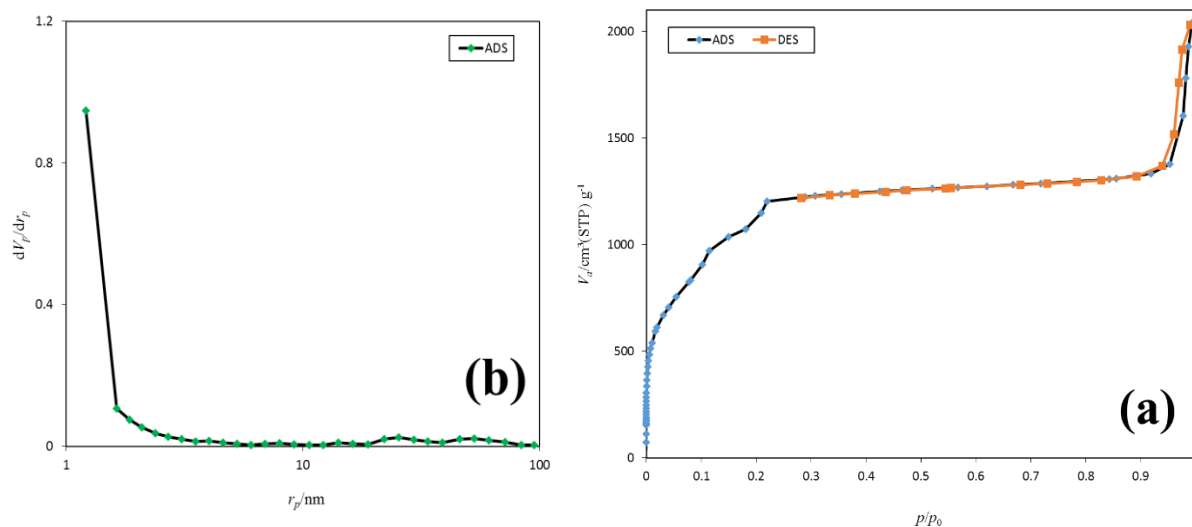 1.2
0.8
0.4
0
1
10
100
dVp/drp
rp/nm
ADS
(b)
2000
1500
1000
500
0
0
0.1
0.2
0.3
0.4
0.5
0.6
0.7
0.8
0.9
Va/cm³(STP) g⁻¹
p/p₀
ADS DES
(a)